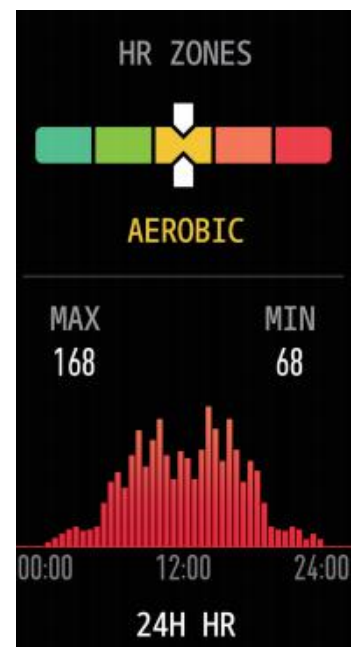 HR ZONES
AEROBIC
MAX MIN
168 68
00:00 12:00 24:00
24H HR